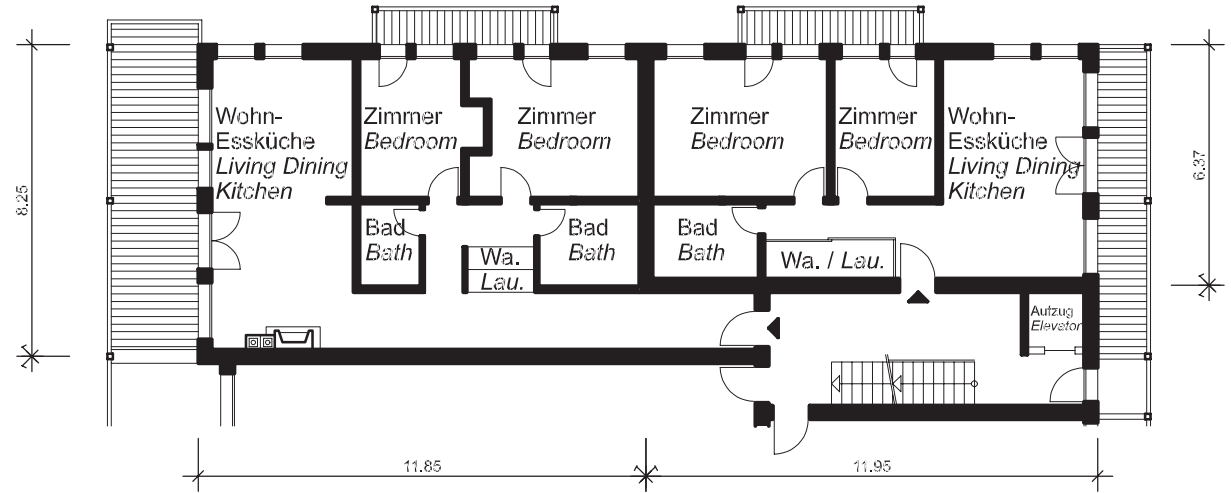 Wohn-
Essküche
Living Dining
Kitchen
Zimmer
Bedroom
Zimmer
Bedroom
Zimmer
Bedroom
Zimmer
Bedroom
Wohn-
Essküche
Living Dining
Kitchen
8.25
6.37
Bad
Bath
Wa.
Lau.
Bad
Bath
Bad
Bath
Wa. / Lau.
Aufzug
Elevator
11.85
11.95